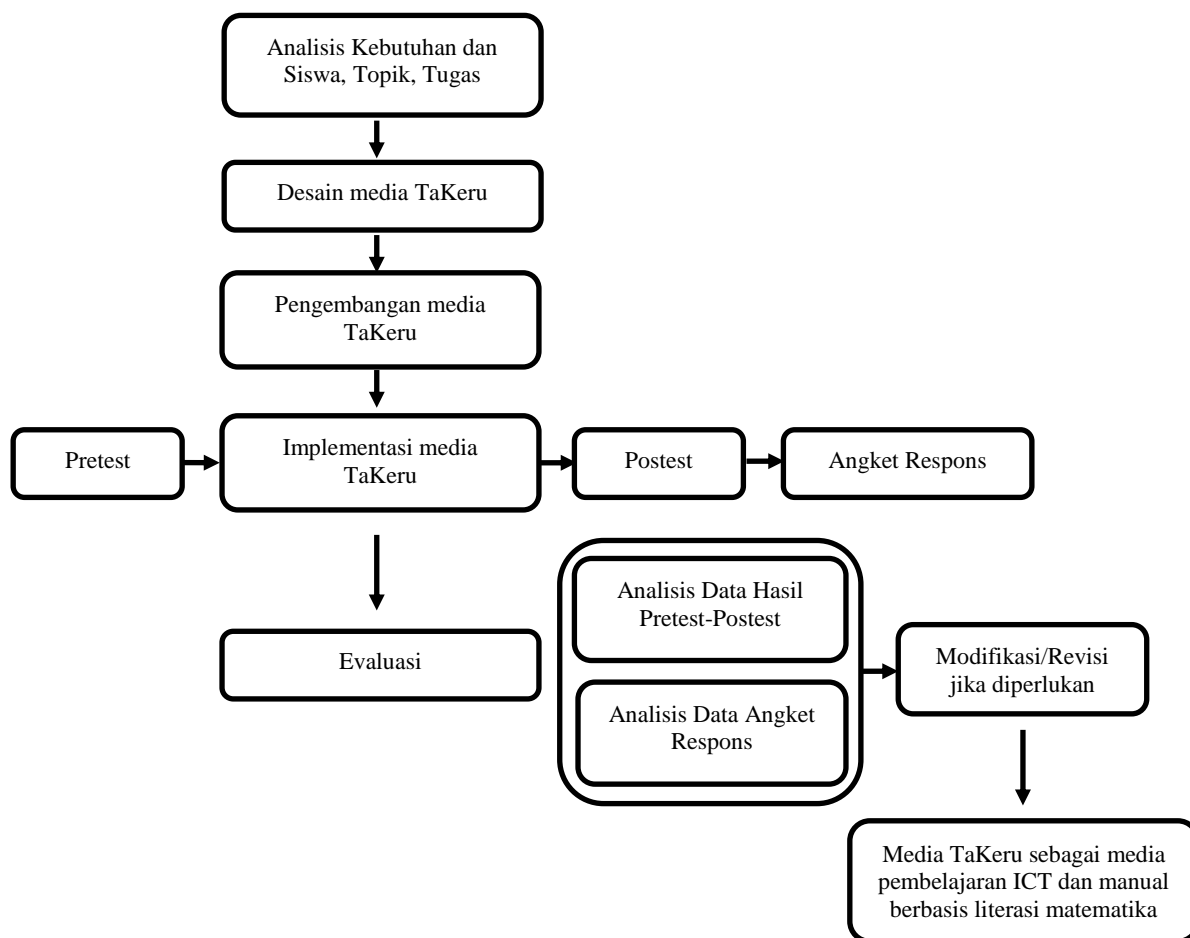 Analisis Kebutuhan dan
Siswa, Topik, Tugas
Desain media TaKeru
Pengembangan media
TaKeru
Pretest
Implementasi media
TaKeru
Postest
Angket Respons
Evaluasi
Analisis Data Hasil
Pretest-Postest
Analisis Data Angket
Respons
Modifikasi/Revisi
jika diperlukan
Media TaKeru sebagai media
pembelajaran ICT dan manual
berbasis literasi matematika